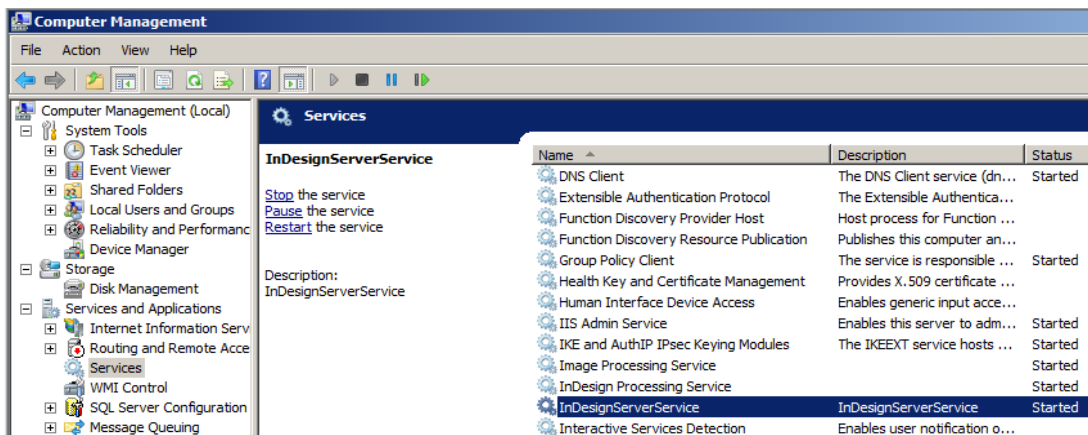 Computer Management
File Action View Help
Computer Management (Local)
System Tools
Task Scheduler
Event Viewer
Shared Folders
Local Users and Groups
Reliability and Performanc
Device Manager
Storage
Disk Management
Services and Applications
Internet Information Serv
Routing and Remote Acce
Services
WMI Control
SQL Server Configuration
Message Queuing
Services
InDesignServerService
Stop the service
Pause the service
Restart the service
Description:
InDesignServerService
Name Description Status
DNS Client The DNS Client service (dn... Started
Extensible Authentication Protocol The Extensible Authentica...
Function Discovery Provider Host Host process for Function ...
Function Discovery Resource Publication Publishes this computer an...
Group Policy Client The service is responsible ... Started
Health Key and Certificate Management Provides X.509 certificate ...
Human Interface Device Access Enables generic input acce...
IIS Admin Service Enables this server to adm... Started
IKE and AuthIP IPsec Keying Modules The IKEEXT service hosts ... Started
Image Processing Service Started
InDesign Processing Service Started
InDesignServerService InDesignServerService Started
Interactive Services Detection Enables user notification o...